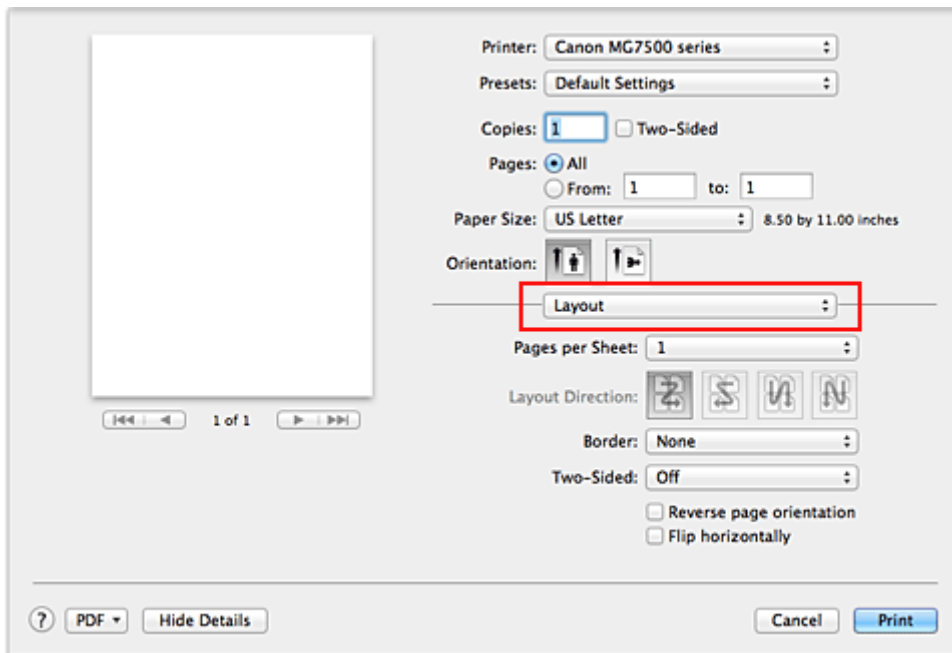 Printer: Canon MG7500 series
Presets: Default Settings
Copies: 1 Two-Sided
Pages: All
From: 1 to: 1
Paper Size: US Letter 8.50 by 11.00 inches
Orientation:
Layout
Pages per Sheet: 1
Layout Direction:
1 of 1
Border: None
Two-Sided: Off
Reverse page orientation
Flip horizontally
? PDF Hide Details Cancel Print